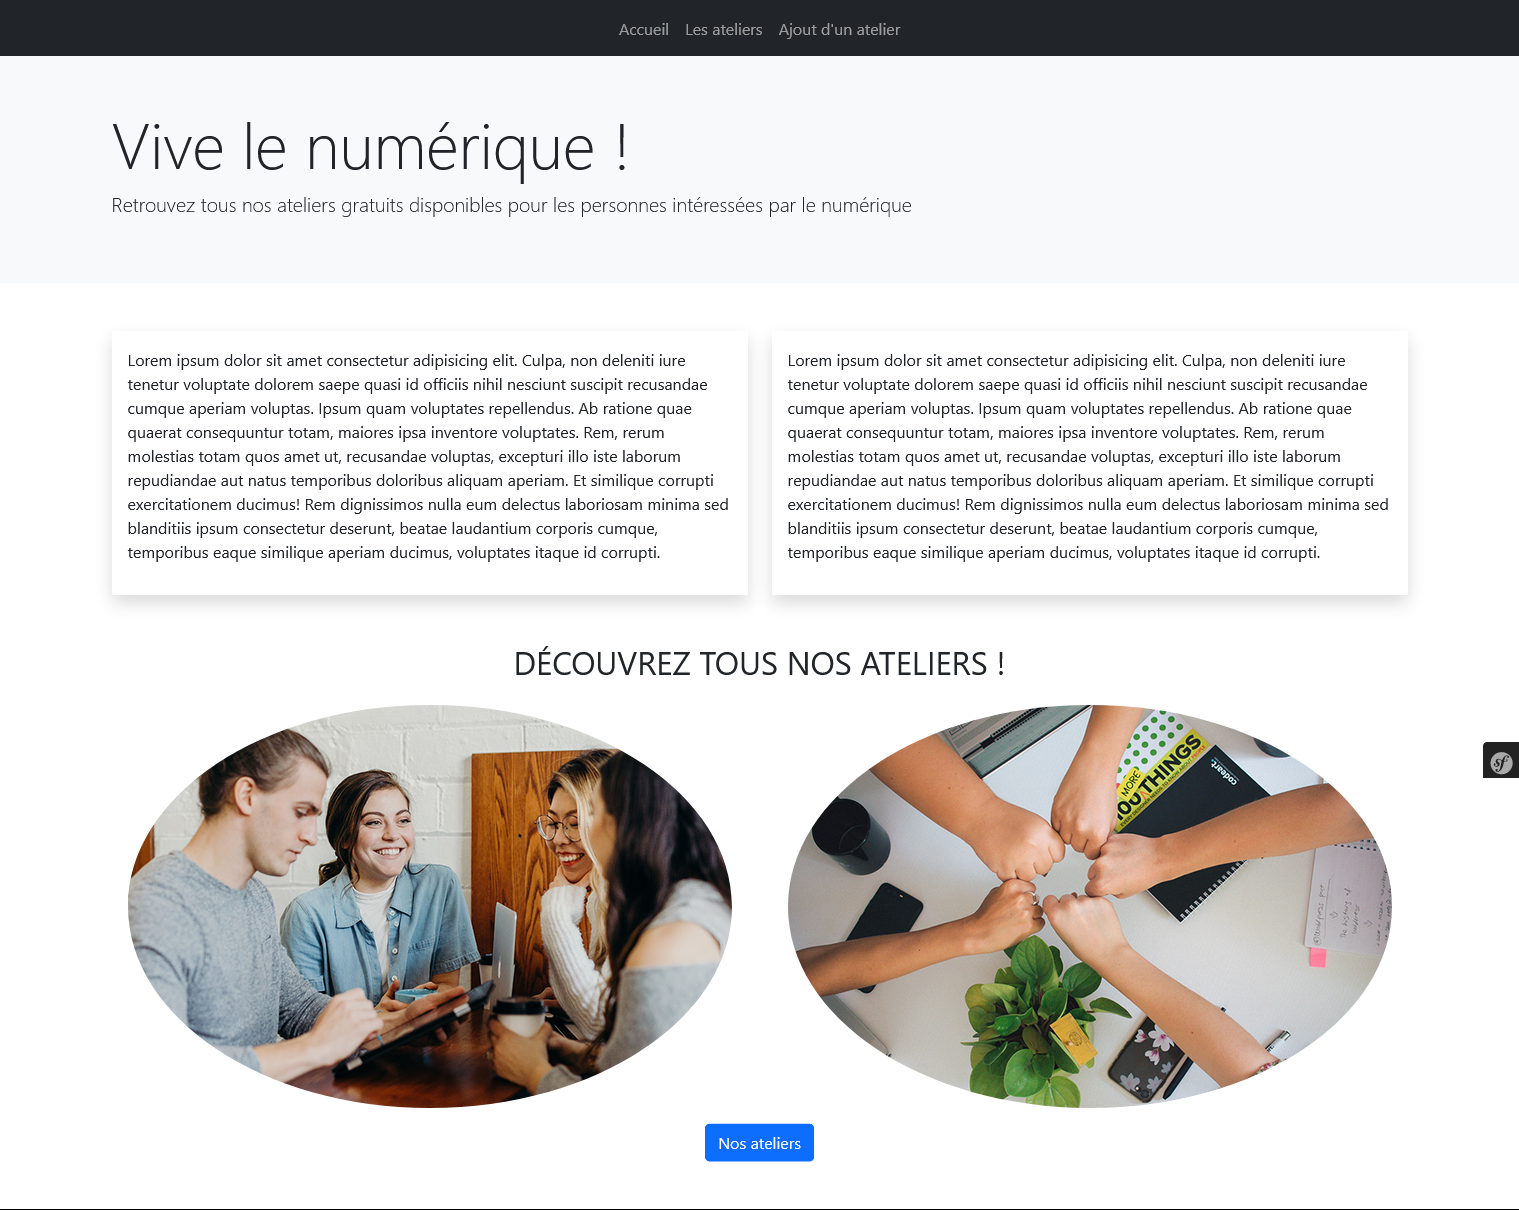 Accueil Les ateliers Ajout d'un atelier
Vive le numérique !
Retrouvez tous nos ateliers gratuits disponibles pour les personnes intéressées par le numérique
Lorem ipsum dolor sit amet consectetur adipisicing elit. Culpa, non deleniti iure
tenetur voluptate dolorem saepe quasi id officiis nihil nesciunt suscipit recusandae
cumque aperiam voluptas. Ipsum quam voluptates repellendus. Ab ratione quae
quaerat consequuntur totam, maiores ipsa inventore voluptates. Rem, rerum
molestias totam quos amet ut, recusandae voluptas, excepturi illo iste laborum
repudiandae aut natus temporibus doloribus aliquam aperiam. Et similique corrupti
exercitationem ducimus! Rem dignissimos nulla eum delectus laboriosam minima sed
blanditiis ipsum consectetur deserunt, beatae laudantium corporis cumque,
temporibus eaque similique aperiam ducimus, voluptates itaque id corrupti.
Lorem ipsum dolor sit amet consectetur adipisicing elit. Culpa, non deleniti iure
tenetur voluptate dolorem saepe quasi id officiis nihil nesciunt suscipit recusandae
cumque aperiam voluptas. Ipsum quam voluptates repellendus. Ab ratione quae
quaerat consequuntur totam, maiores ipsa inventore voluptates. Rem, rerum
molestias totam quos amet ut, recusandae voluptas, excepturi illo iste laborum
repudiandae aut natus temporibus doloribus aliquam aperiam. Et similique corrupti
exercitationem ducimus! Rem dignissimos nulla eum delectus laboriosam minima sed
blanditiis ipsum consectetur deserunt, beatae laudantium corporis cumque,
temporibus eaque similique aperiam ducimus, voluptates itaque id corrupti.
DÉCOUVREZ TOUS NOS ATELIERS !
MORE
THINGS
codeart
sf
Nos ateliers